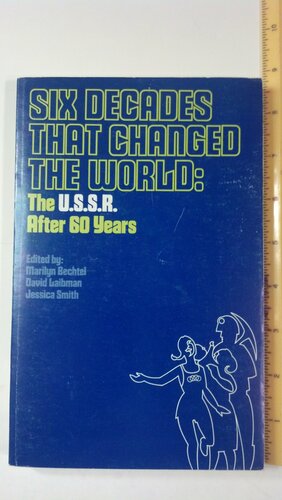 SIX DECADES
THAT CHANGED
THE WORLD:
The U.S.S.R.
After 60 Years
Edited by:
Marilyn Bechtel
David Laibman
Jessica Smith